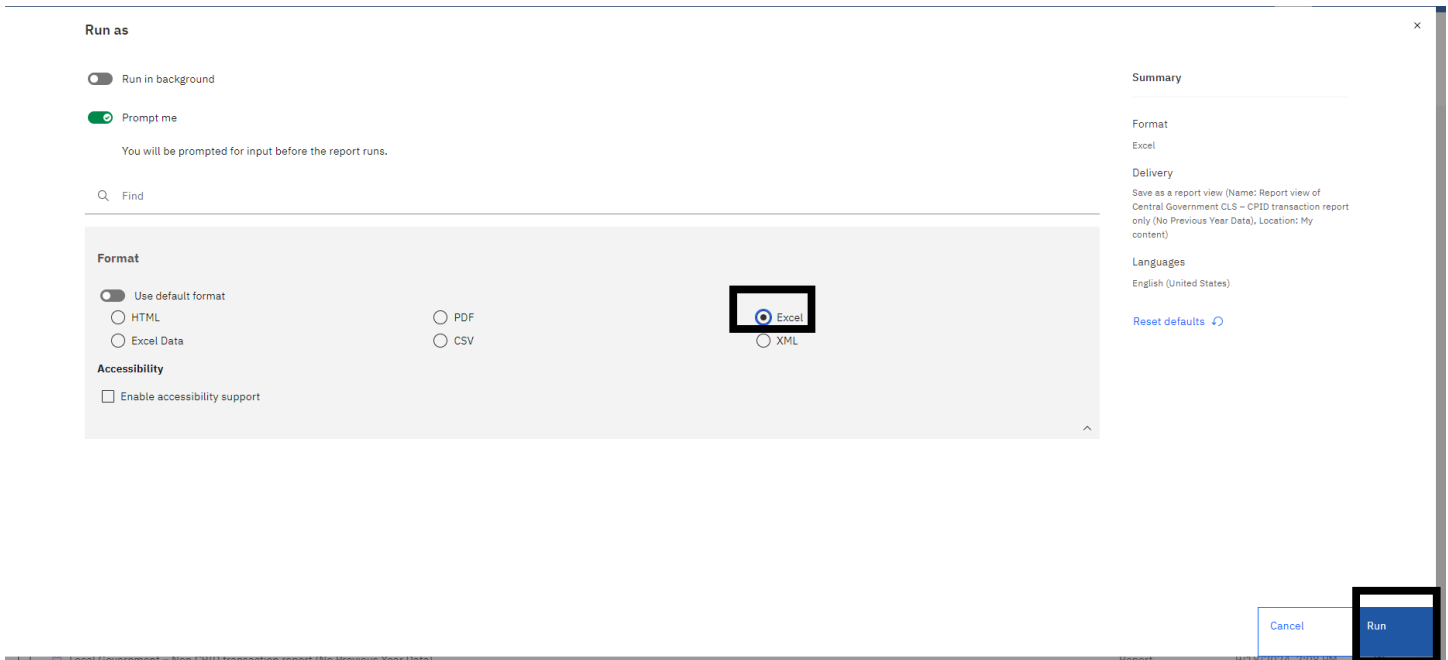 Run as
×
Run in background
Prompt me
You will be prompted for input before the report runs.
Find
Format
Use default format
HTML
PDF
Excel
Excel Data
CSV
XML
Accessibility
Enable accessibility support
Summary
Format
Excel
Delivery
Save as a report view (Name: Report view of
Central Government CLS – CPID transaction report
only (No Previous Year Data), Location: My
content)
Languages
English (United States)
Reset defaults
Cancel
Run